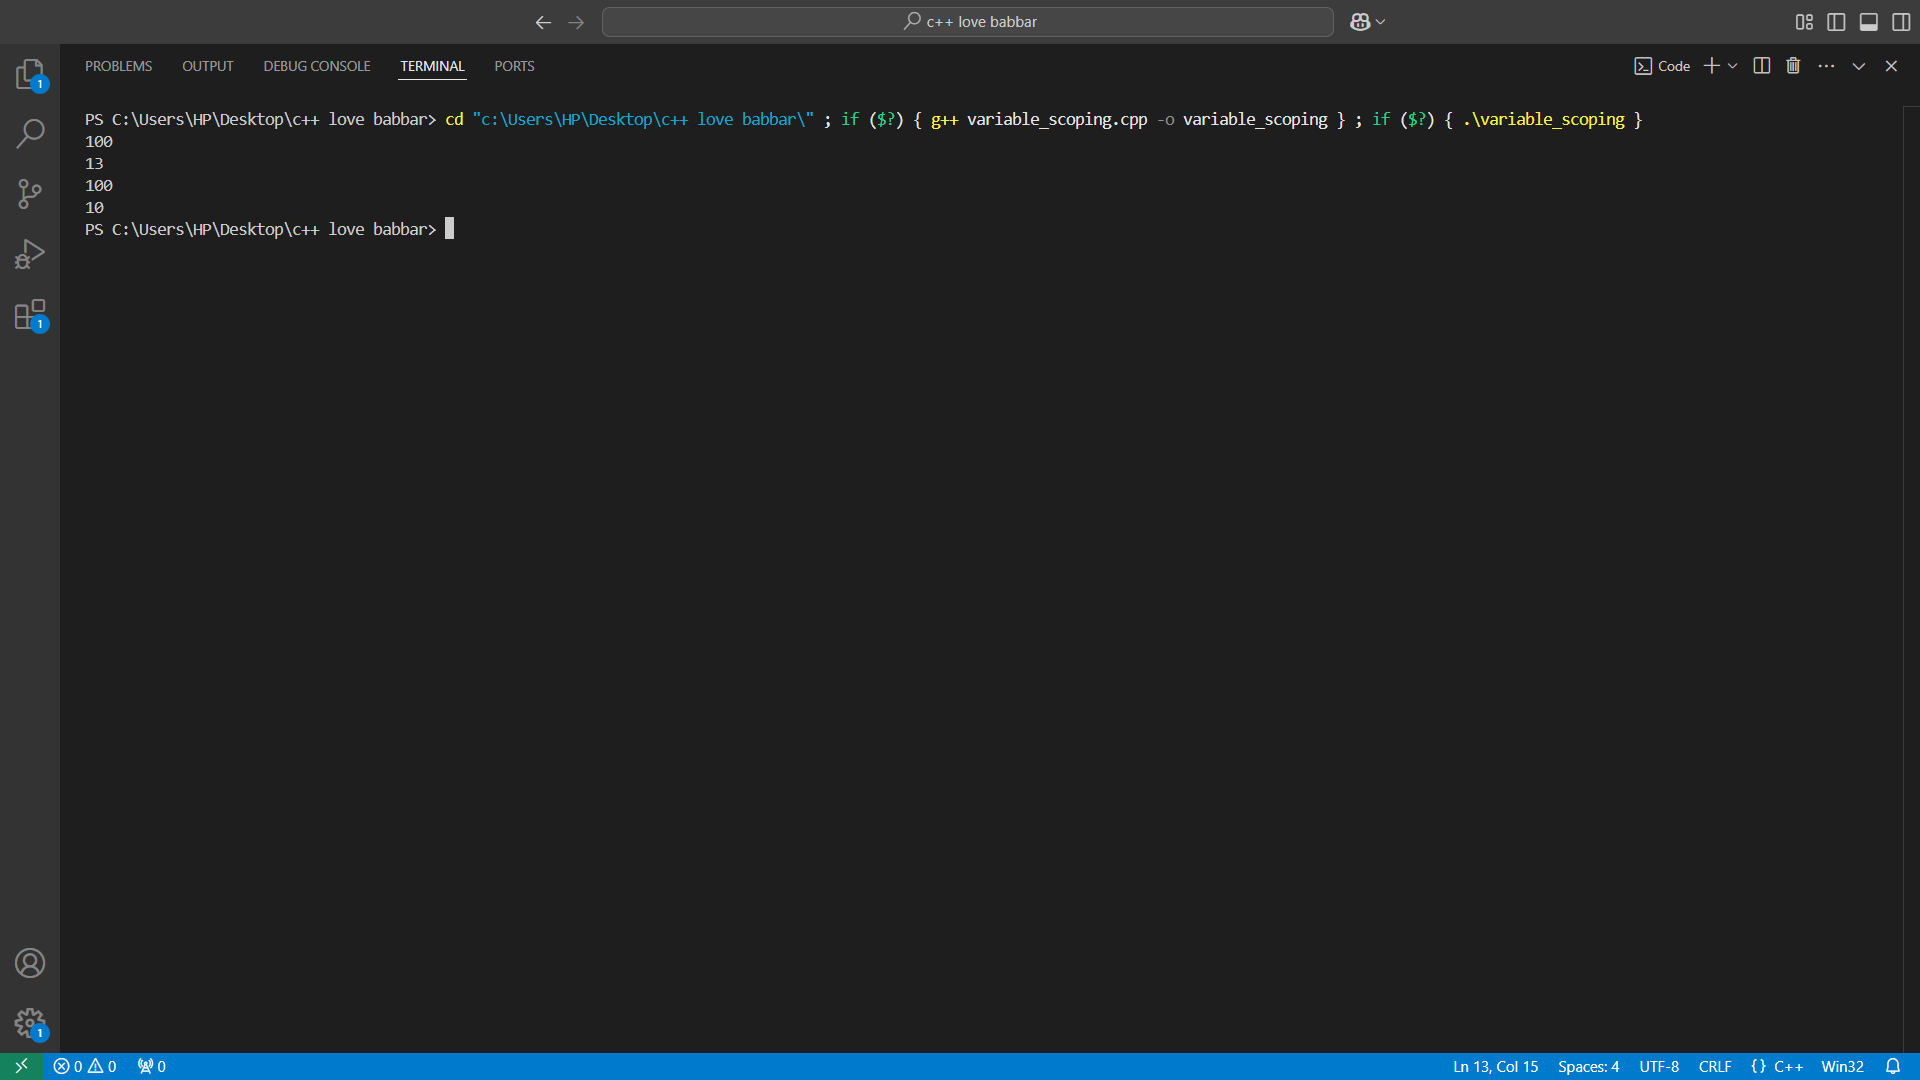 c++ love babbar
PROBLEMS OUTPUT DEBUG CONSOLE TERMINAL PORTS
Code
1
PS C:\Users\HP\Desktop\c++ love babbar> cd "c:\Users\HP\Desktop\c++ love babbar\" ; if ($?) { g++ variable_scoping.cpp -o variable_scoping } ; if ($?) { .\variable_scoping }
100
13
100
10
PS C:\Users\HP\Desktop\c++ love babbar>
1
1
0 0 0
Ln 13, Col 15 Spaces: 4 UTF-8 CRLF {} C++ Win32